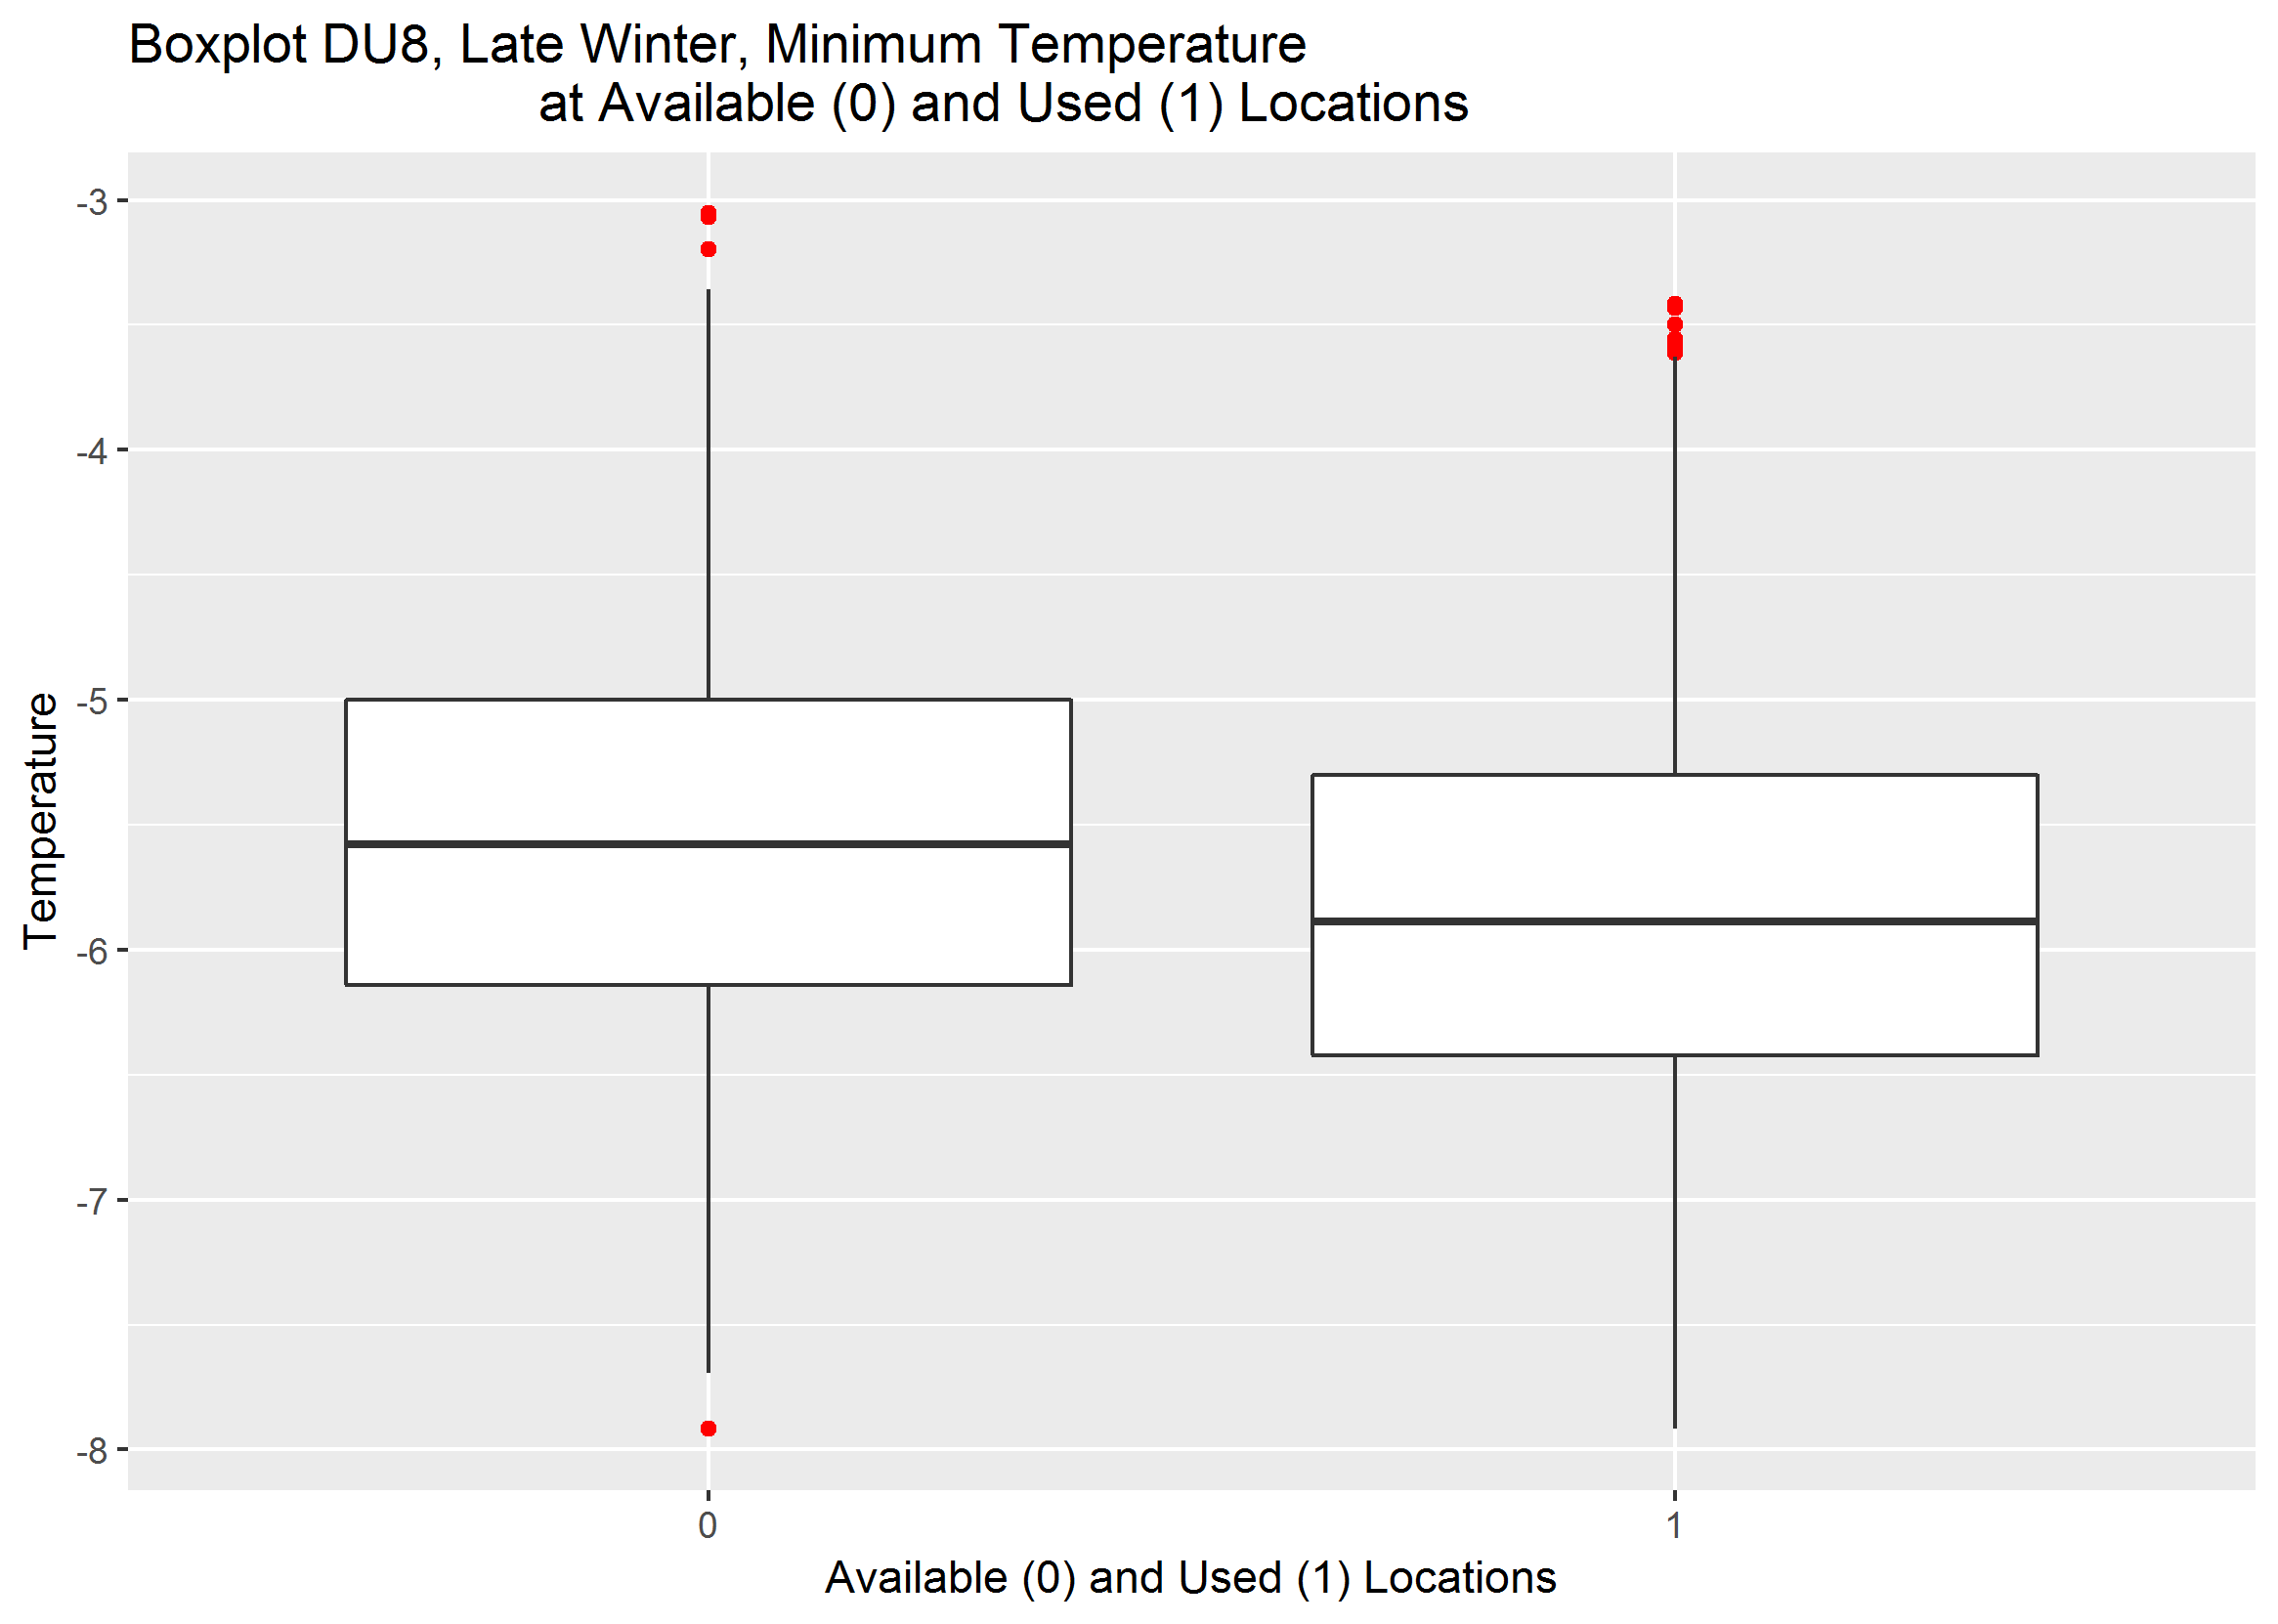 Boxplot DU8, Late Winter, Minimum Temperature
at Available (0) and Used (1) Locations
-3
-4
-5
-6
-7
-8
Temperature
0
1
Available (0) and Used (1) Locations